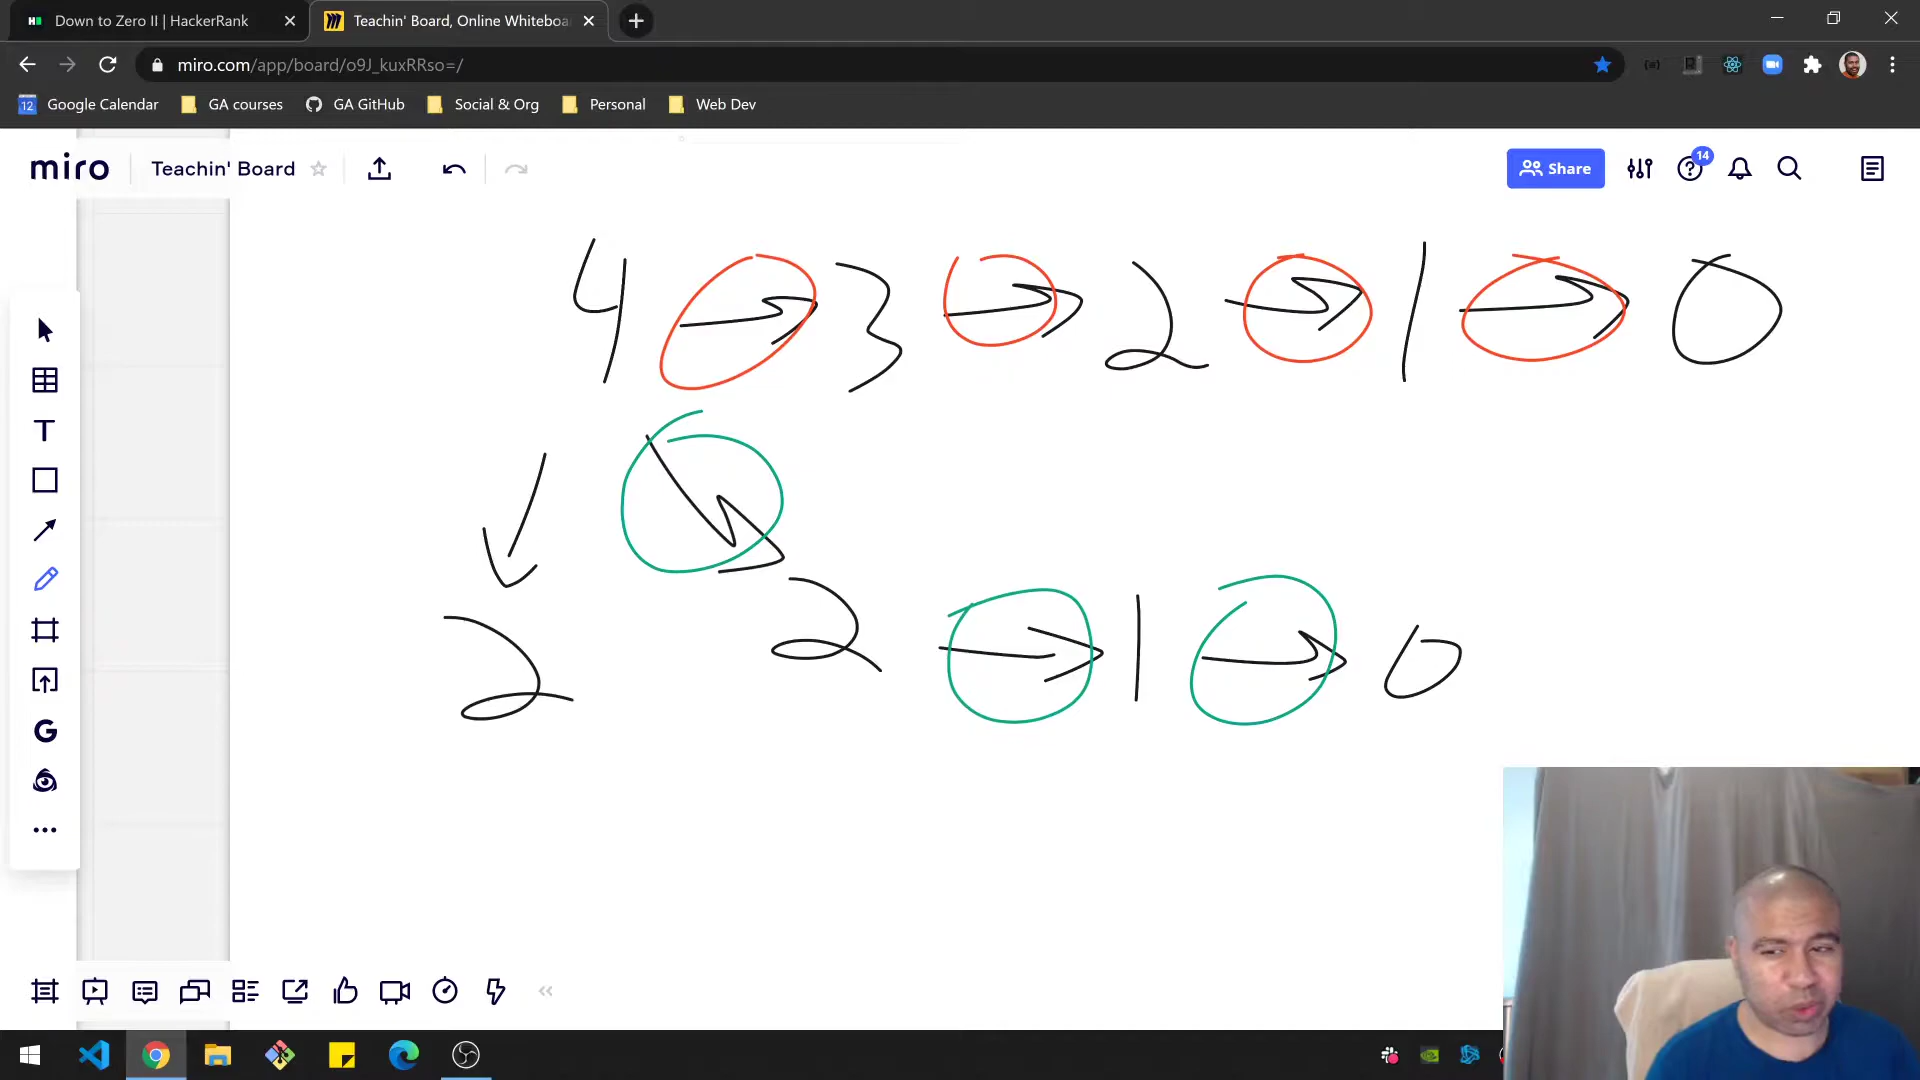 Down to Zero II | HackerRank
Teachin' Board, Online Whiteboa
miro.com/app/board/o9J_kuxRRso=/
12 Google Calendar GA courses GA GitHub Social & Org Personal Web Dev
miro Teachin' Board Share 14
4 → 3 → 2 → 1 → 0
2 → 1 → 0
2
T
G